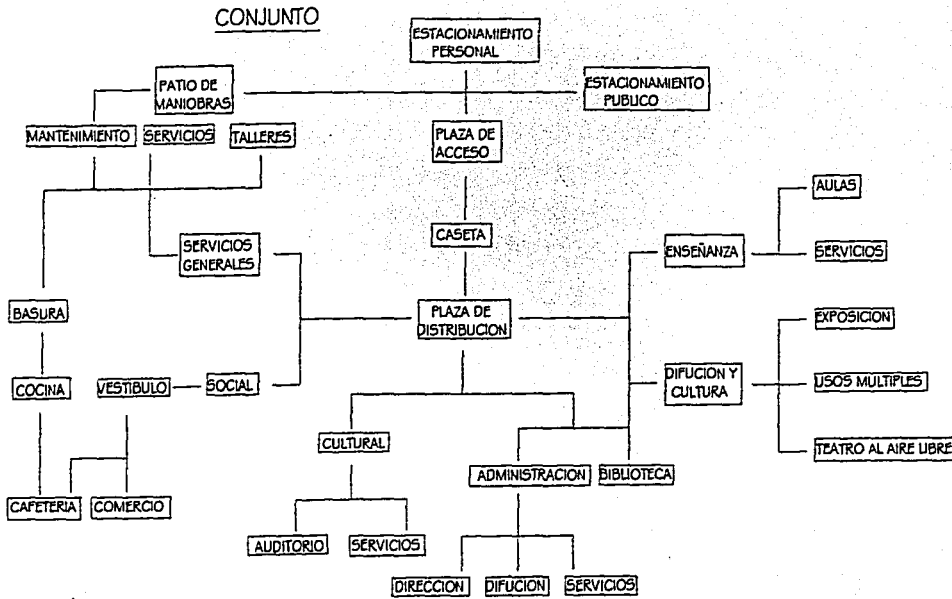 CONJUNTO
ESTACIONAMIENTO
PERSONAL
PATIO DE
MANIOBRAS
ESTACIONAMIENTO
PUBLICO
MANTENIMIENTO
SERVICIOS
TALLERES
PLAZA DE
ACCESO
AULAS
CASETA
SERVICIOS
GENERALES
ENSEÑANZA
SERVICIOS
BASURA
PLAZA DE
DISTRIBUCION
EXPOSICION
COCINA
VESTIBULO
SOCIAL
DIFUCION Y
CULTURA
USOS MULTIPLES
CULTURAL
TEATRO AL AIRE LIBRE
ADMINISTRACION
BIBLIOTECA
CAFETERIA
COMERCIO
AUDITORIO
SERVICIOS
DIRECCION
DIFUCION
SERVICIOS